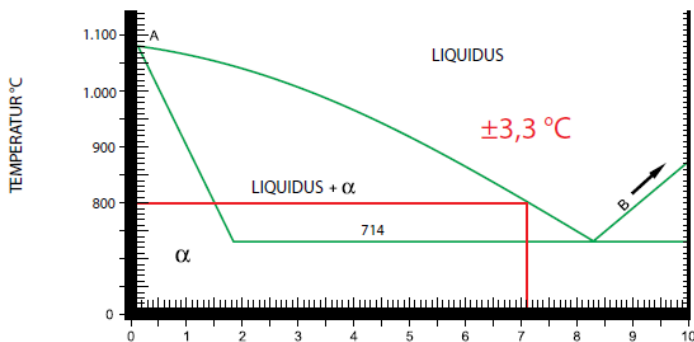 TEMPERATUR °C
1.100
1.000
900
800
0
A
LIQUIDUS
±3,3 °C
LIQUIDUS + α
B
714
α
0 1 2 3 4 5 6 7 8 9 10